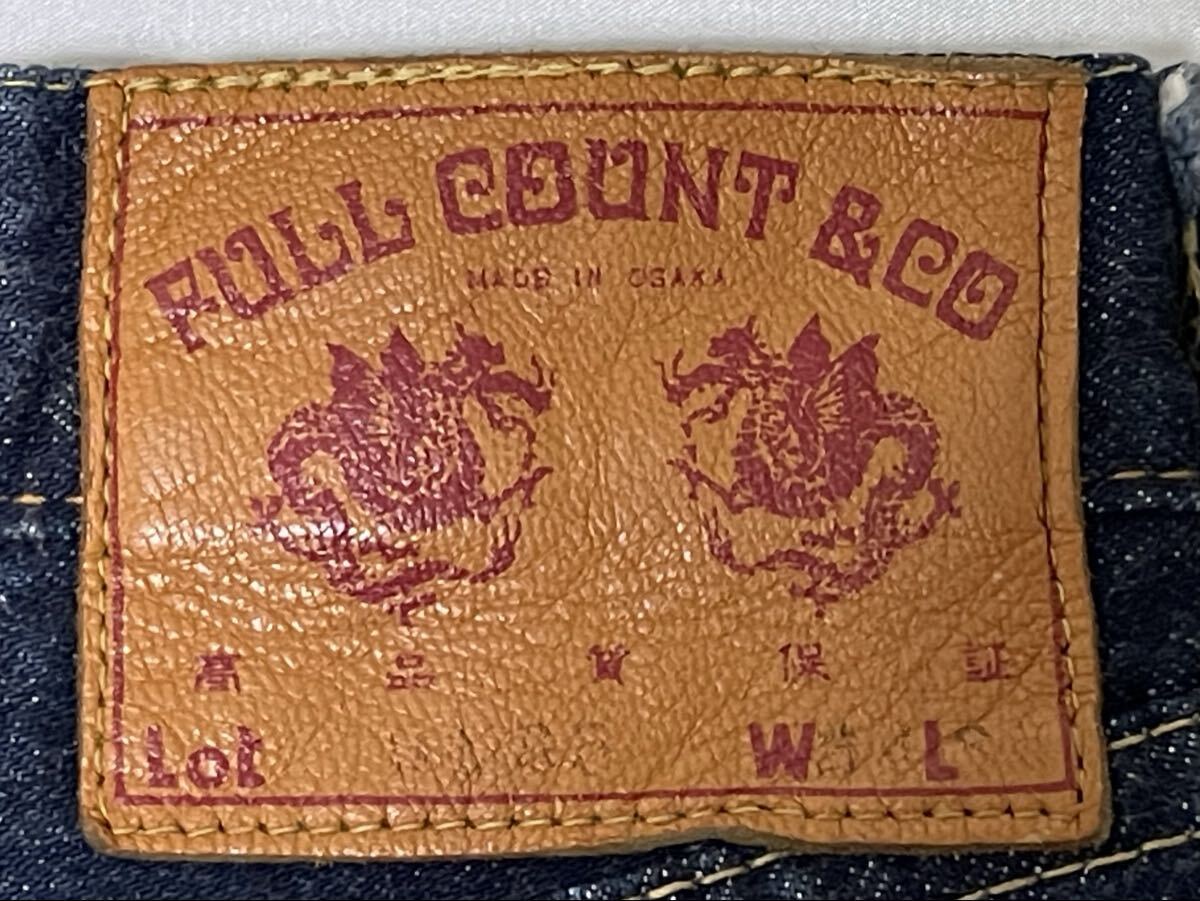 FULL COUNT & CO
MADE IN OSAKA
高品質保証
Lot W L